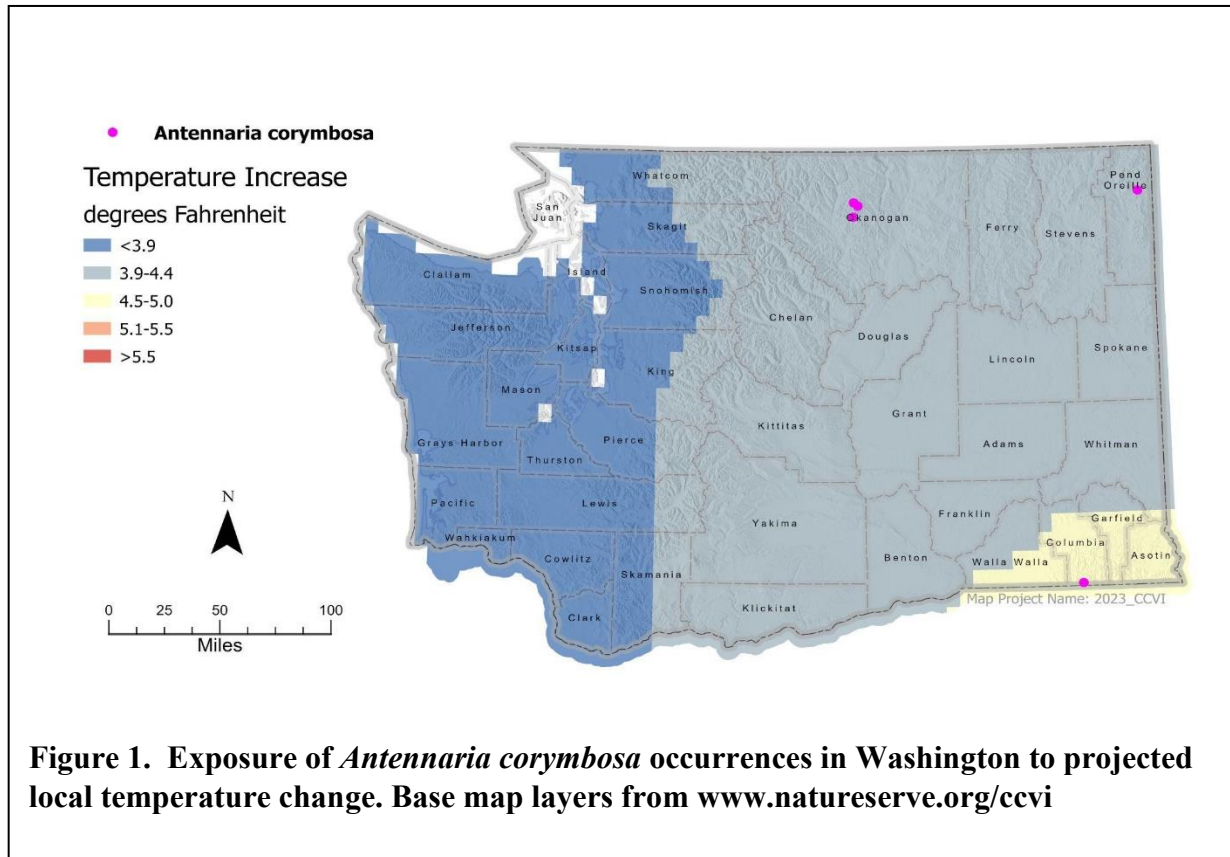 Antennaria corymbosa
Temperature Increase
degrees Fahrenheit
<3.9
3.9-4.4
4.5-5.0
5.1-5.5
>5.5
N
0 25 50 100
Miles
Whatcom
San
Juan
Skagit
Island
Clallam
Snohomish
Jefferson
Kitsap
King
Mason
Grays Harbor
Pierce
Thurston
Pacific
Lewis
Wahkiakum
Cowlitz
Skamania
Clark
Okanogan
Ferry
Stevens
Pend
Oreille
Chelan
Douglas
Lincoln
Spokane
Grant
Kittitas
Adams
Whitman
Yakima
Franklin
Benton
Walla Walla
Columbia
Garfield
Asotin
Klickitat
Map Project Name: 2023_CCVI
Figure 1. Exposure of Antennaria corymbosa occurrences in Washington to projected
local temperature change. Base map layers from www.natureserve.org/ccvi